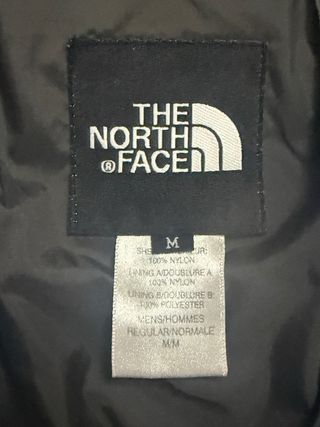 THE
NORTH
® FACE
M
100% NYLON
LINING A/DOUBLURE A:
100% NYLON
LINING B/DOUBLURE B:
100% POLYESTER
MENS/HOMMES
REGULAR/NORMALE
M/M